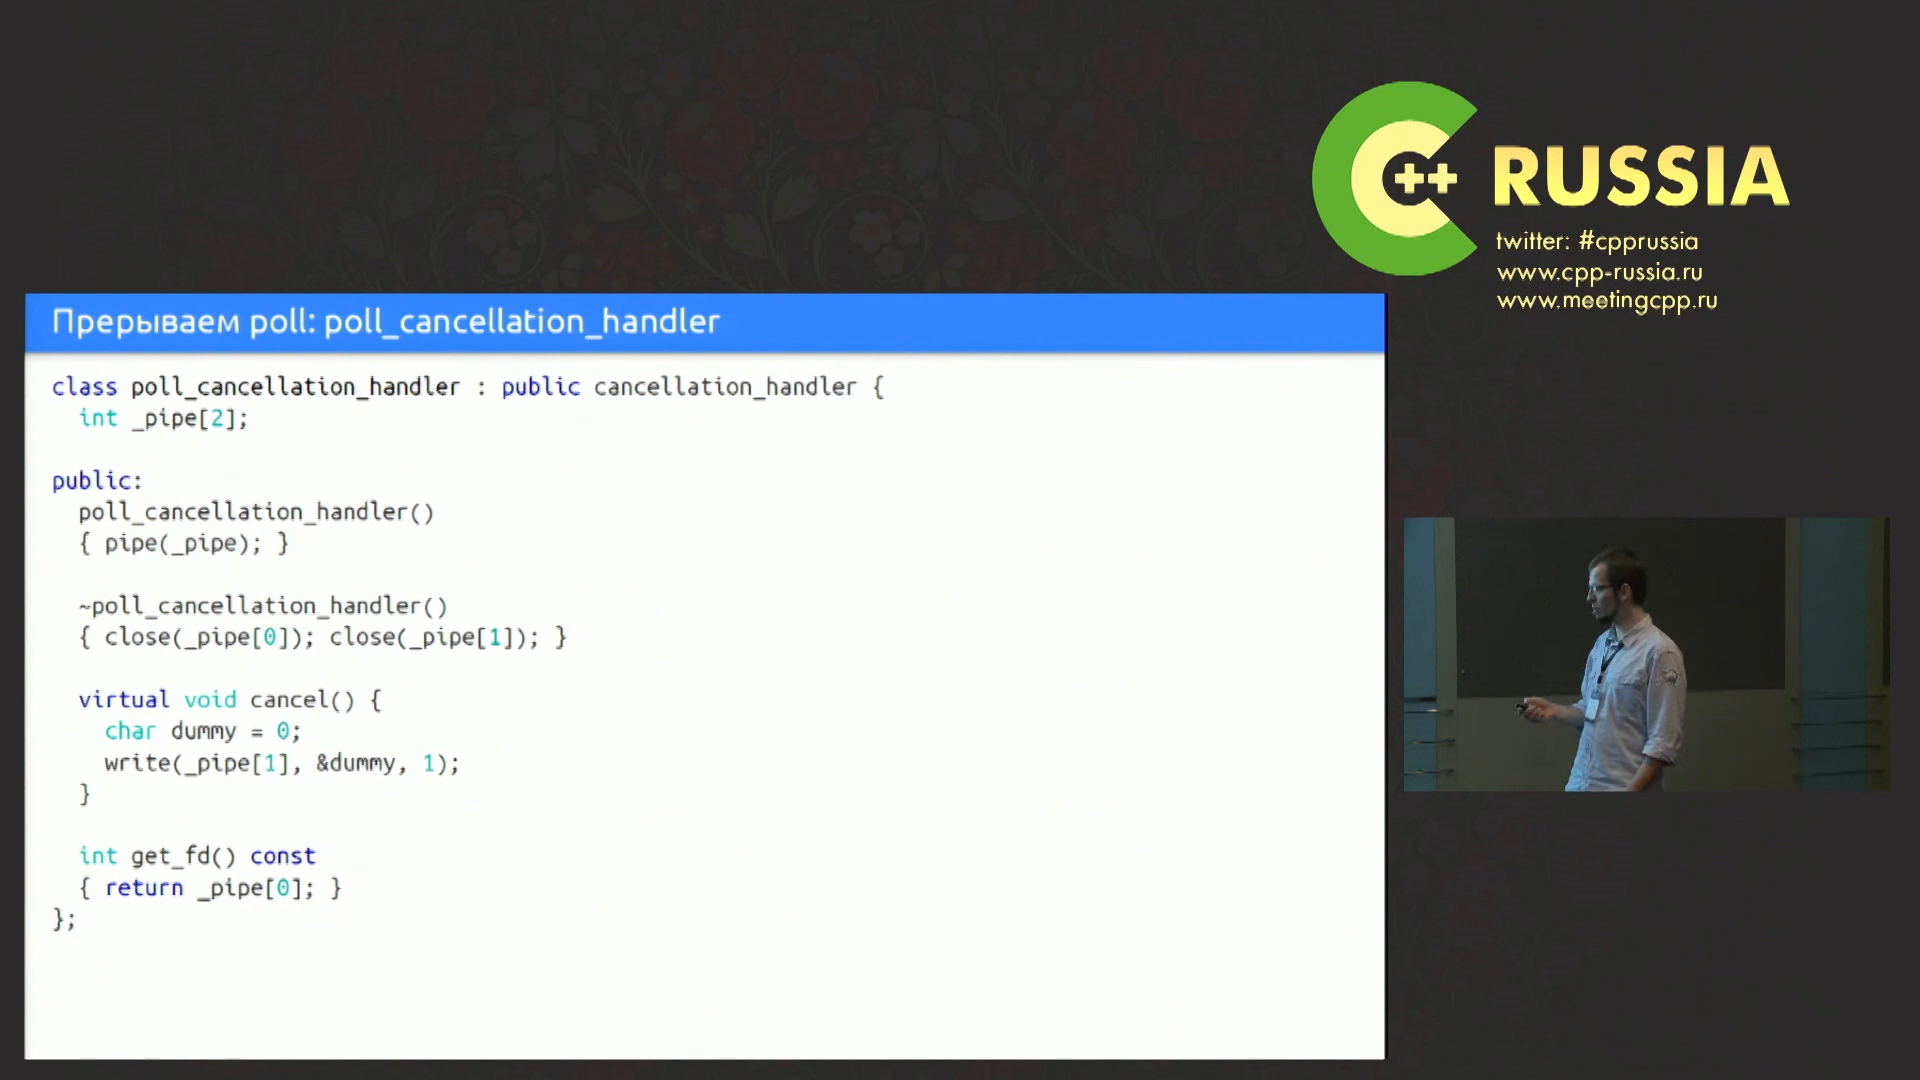 C++ RUSSIA
twitter: #cpprussia
www.cpp-russia.ru
www.meetingcpp.ru
Прерываем poll: poll_cancellation_handler
class poll_cancellation_handler : public cancellation_handler {
int _pipe[2];
public:
poll_cancellation_handler()
{ pipe(_pipe); }
~poll_cancellation_handler()
{ close(_pipe[0]); close(_pipe[1]); }
virtual void cancel() {
char dummy = 0;
write(_pipe[1], &dummy, 1);
}
int get_fd() const
{ return _pipe[0]; }
};